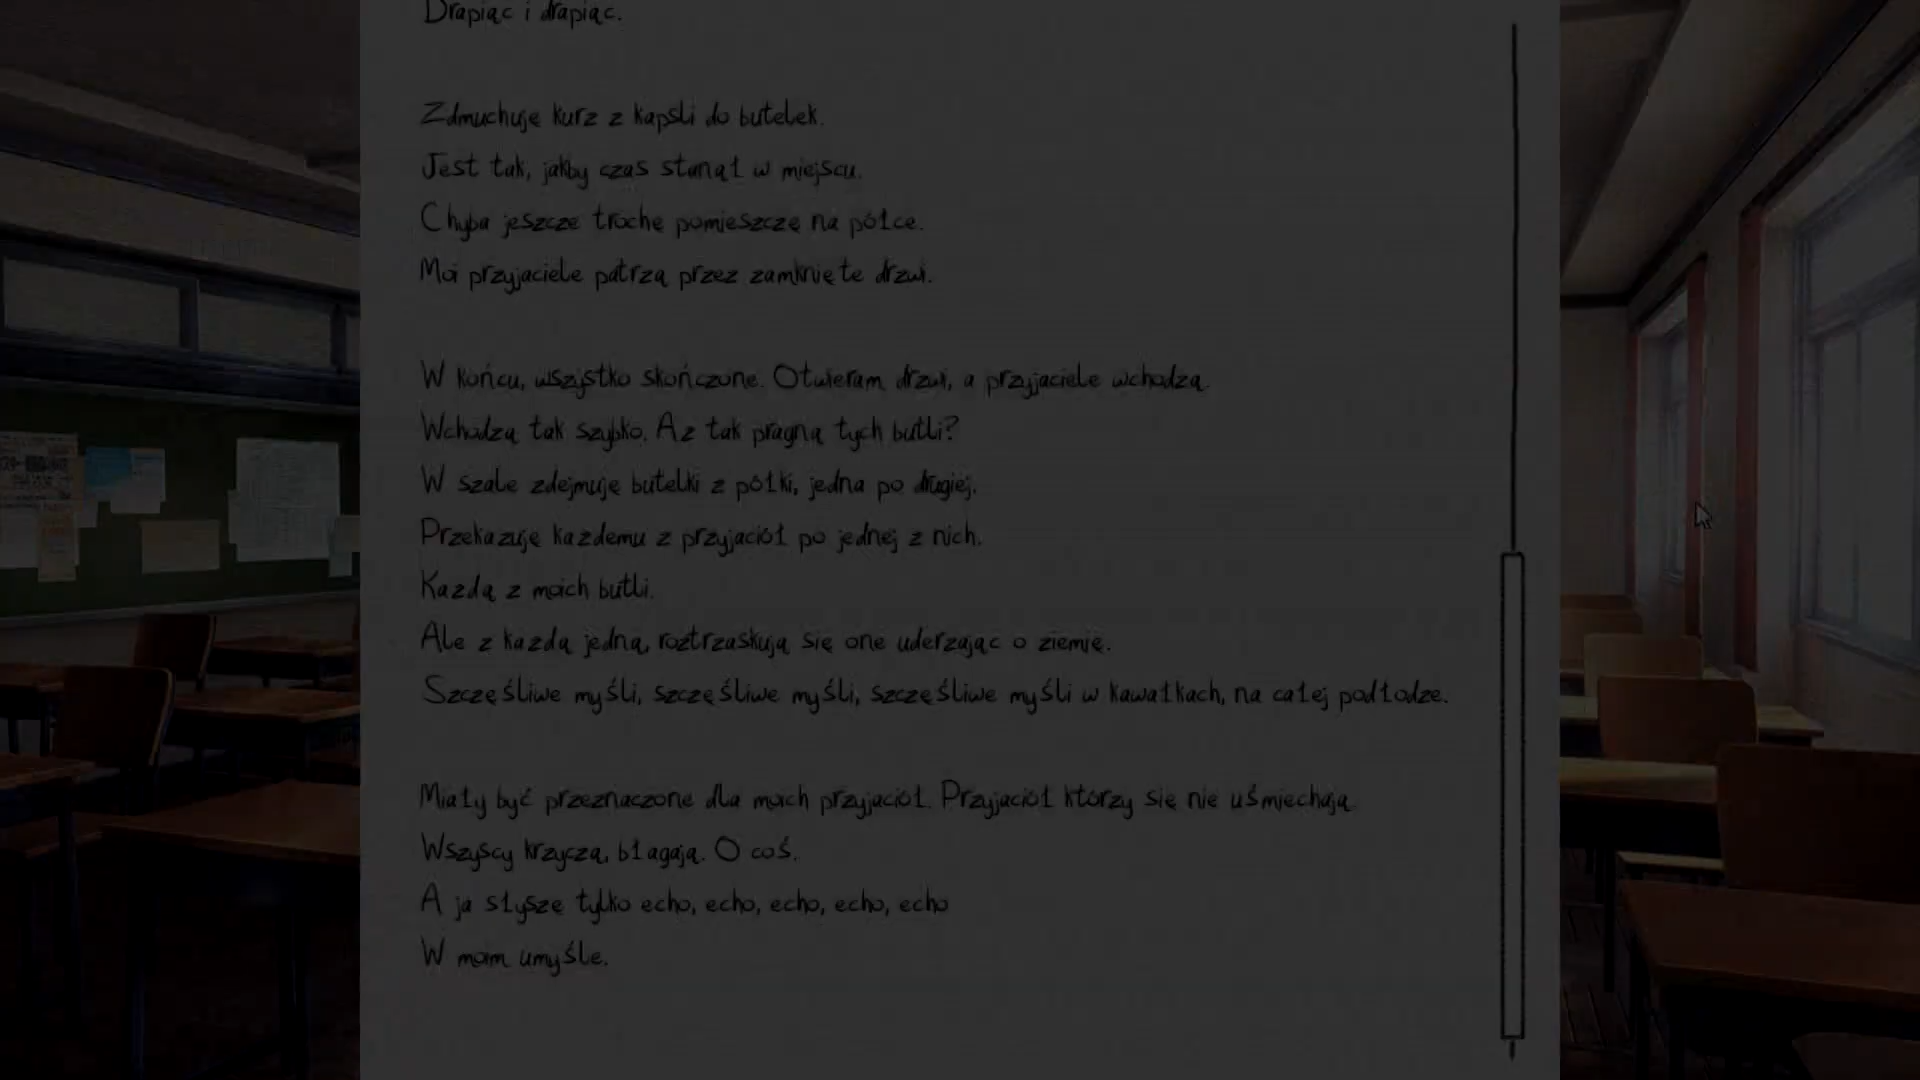 Drapiąc i drapiąc.
Zdmuchuję kurz z kapsli do butelek.
Jest tak, jakby czas stanął w miejscu.
Chyba jeszcze trochę pomieszczę na półce.
Moi przyjaciele patrzą przez zamknięte drzwi.
W końcu, wszystko skończone. Otwieram drzwi, a przyjaciele wchodzą.
Wchodzą tak szybko. Az tak pragną tych butli?
W szale zdejmuję butelki z półki, jedna po drugiej.
Przekazuję kazdemu z przyjaciół po jednej z nich.
Kazdą z moich butli.
Ale z kazdą jedną, roztrzaskują się one uderzając o ziemię.
Szczęśliwe myśli, szczęśliwe myśli, szczęśliwe myśli w kawałkach, na całej podłodze.
Miały być przeznaczone dla moich przyjaciół. Przyjaciół którzy się nie uśmiechają.
Wszyscy krzyczą, błagają. O coś.
A ja słyszę tylko echo, echo, echo, echo, echo
W moim umyśle.